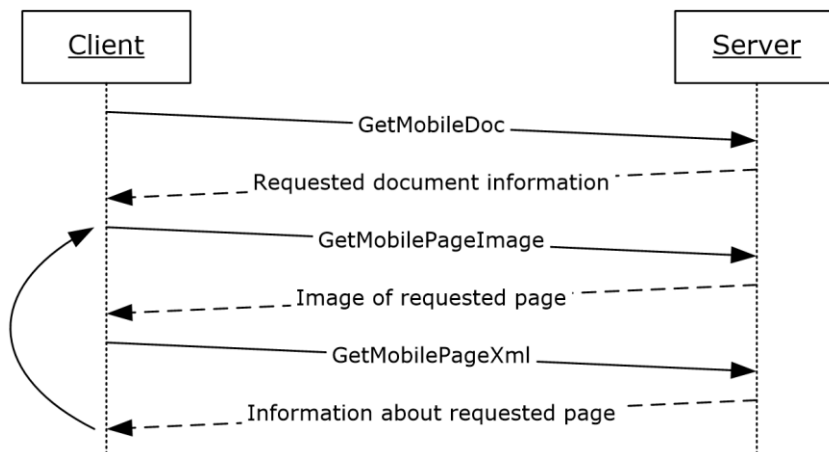 Client
Server
GetMobileDoc
Requested document information
GetMobilePageImage
Image of requested page
GetMobilePageXml
Information about requested page